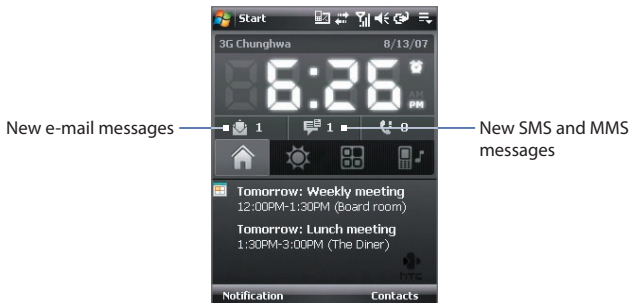 Start
3G Chunghwa 8/13/07
6:26 AM PM
New e-mail messages
1 1 0
New SMS and MMS
messages
Tomorrow: Weekly meeting
12:00PM-1:30PM (Board room)
Tomorrow: Lunch meeting
1:30PM-3:00PM (The Diner)
hTC
Notification Contacts